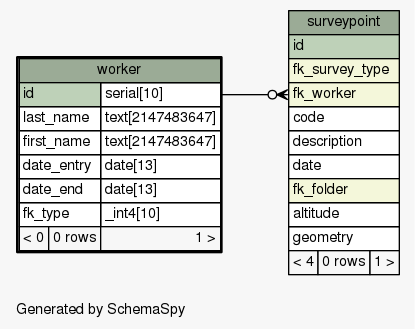 worker
id serial[10]
last_name text[2147483647]
first_name text[2147483647]
date_entry date[13]
date_end date[13]
fk_type _int4[10]
< 0 0 rows 1 >
surveypoint
id
fk_survey_type
fk_worker
code
description
date
fk_folder
altitude
geometry
< 4 0 rows 1 >
Generated by SchemaSpy